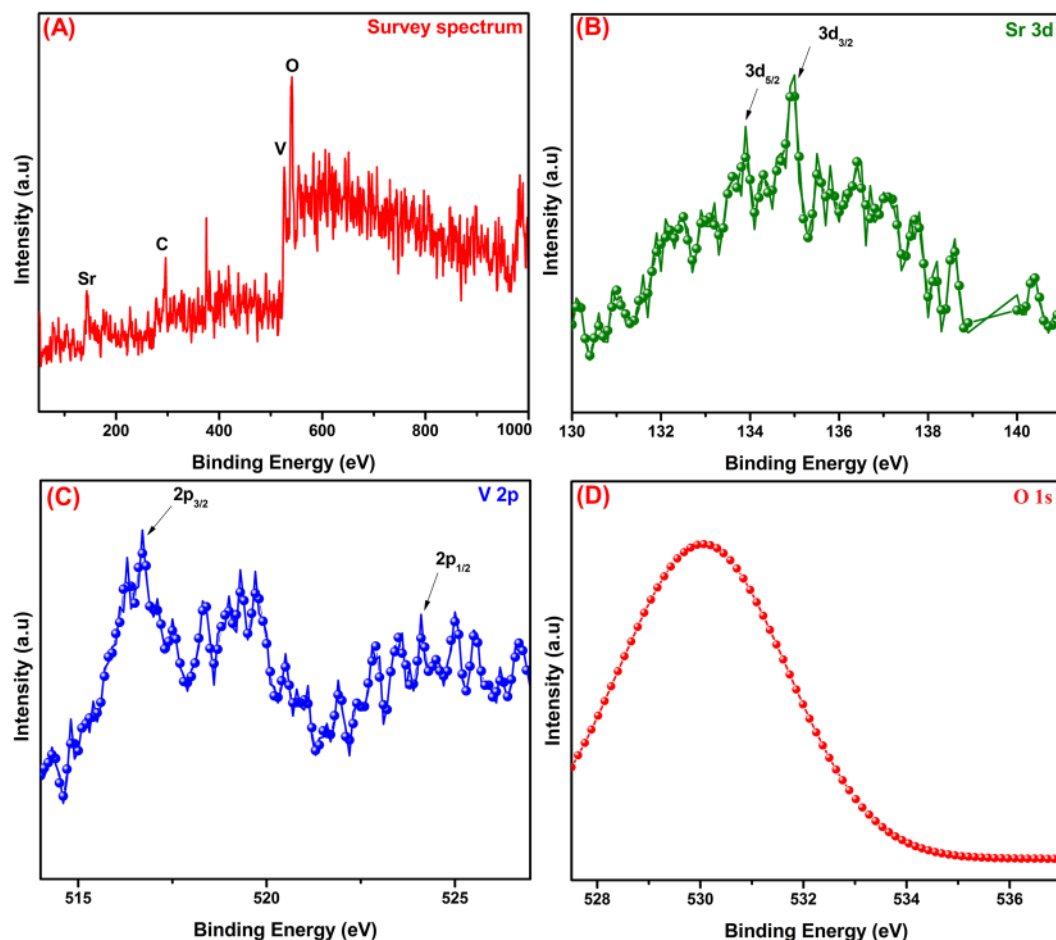 (A)
Survey spectrum
O
V
C
Sr
Intensity (a.u)
200
400
600
800
1000
Binding Energy (eV)
(B)
Sr 3d
3d3/2
3d5/2
Intensity (a.u)
130
132
134
136
138
140
Binding Energy (eV)
(C)
V 2p
2p3/2
2p1/2
Intensity (a.u)
515
520
525
Binding Energy (eV)
(D)
O 1s
Intensity (a.u)
528
530
532
534
536
Binding Energy (eV)